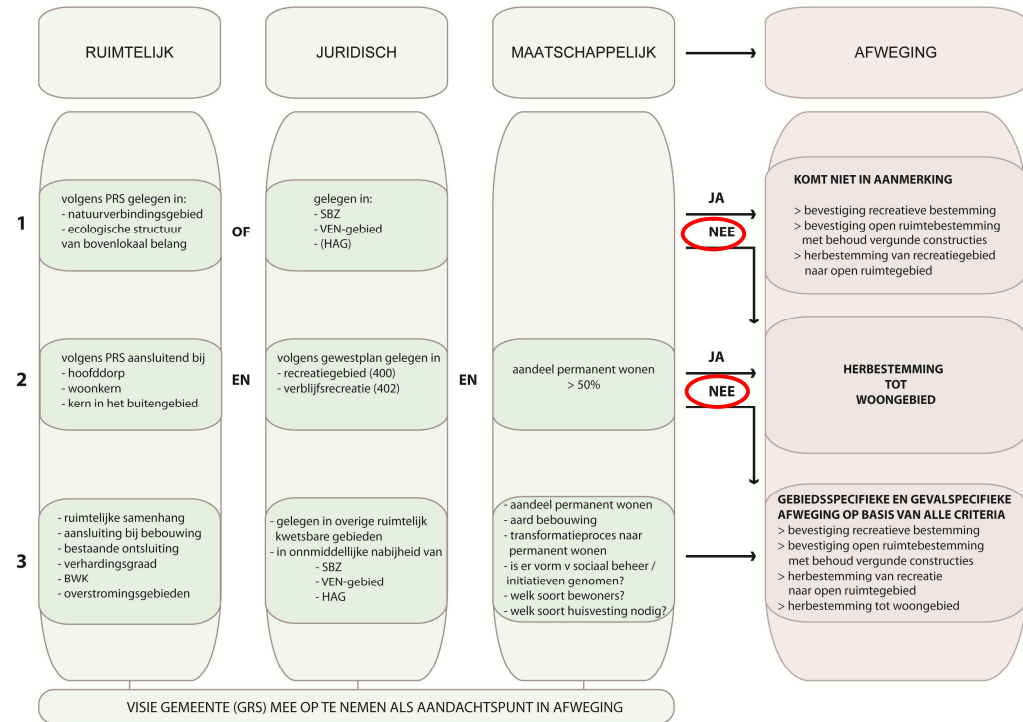 RUIMTELIJK
JURIDISCH
MAATSCHAPPELIJK
AFWEGING
1
volgens PRS gelegen in:
- natuurverbindingsgebied
- ecologische structuur
van bovenlokaal belang
OF
gelegen in:
- SBZ
- VEN-gebied
- (HAG)
JA
NEE
KOMT NIET IN AANMERKING
> bevestiging recreatieve bestemming
> bevestiging open ruimtebestemming
met behoud vergunde constructies
> herbestemming van recreatiegebied
naar open ruimtegebied
2
volgens PRS aansluitend bij
- hoofddorp
- woonkern
- kern in het buitengebied
EN
volgens gewestplan gelegen in
- recreatiegebied (400)
- verblijfsrecreatie (402)
EN
aandeel permanent wonen
> 50%
JA
NEE
HERBESTEMMING
TOT
WOONGEBIED
3
- ruimtelijke samenhang
- aansluiting bij bebouwing
- bestaande ontsluiting
- verhardingsgraad
- BWK
- overstromingsgebieden
- gelegen in overige ruimtelijk
kwetsbare gebieden
- in onnmiddellijke nabijheid van
- SBZ
- VEN-gebied
- HAG
- aandeel permanent wonen
- aard bebouwing
- transformatieproces naar
permanent wonen
- is er vorm v sociaal beheer /
initiatieven genomen?
- welk soort bewoners?
- welk soort huisvesting nodig?
GEBIEDSSPECIFIEKE EN GEVALSPECIFIEKE
AFWEGING OP BASIS VAN ALLE CRITERIA
> bevestiging recreatieve bestemming
> bevestiging open ruimtebestemming
met behoud vergunde constructies
> herbestemming van recreatie
naar open ruimtegebied
> herbestemming tot woongebied
VISIE GEMEENTE (GRS) MEE OP TE NEMEN ALS AANDACHTSPUNT IN AFWEGING